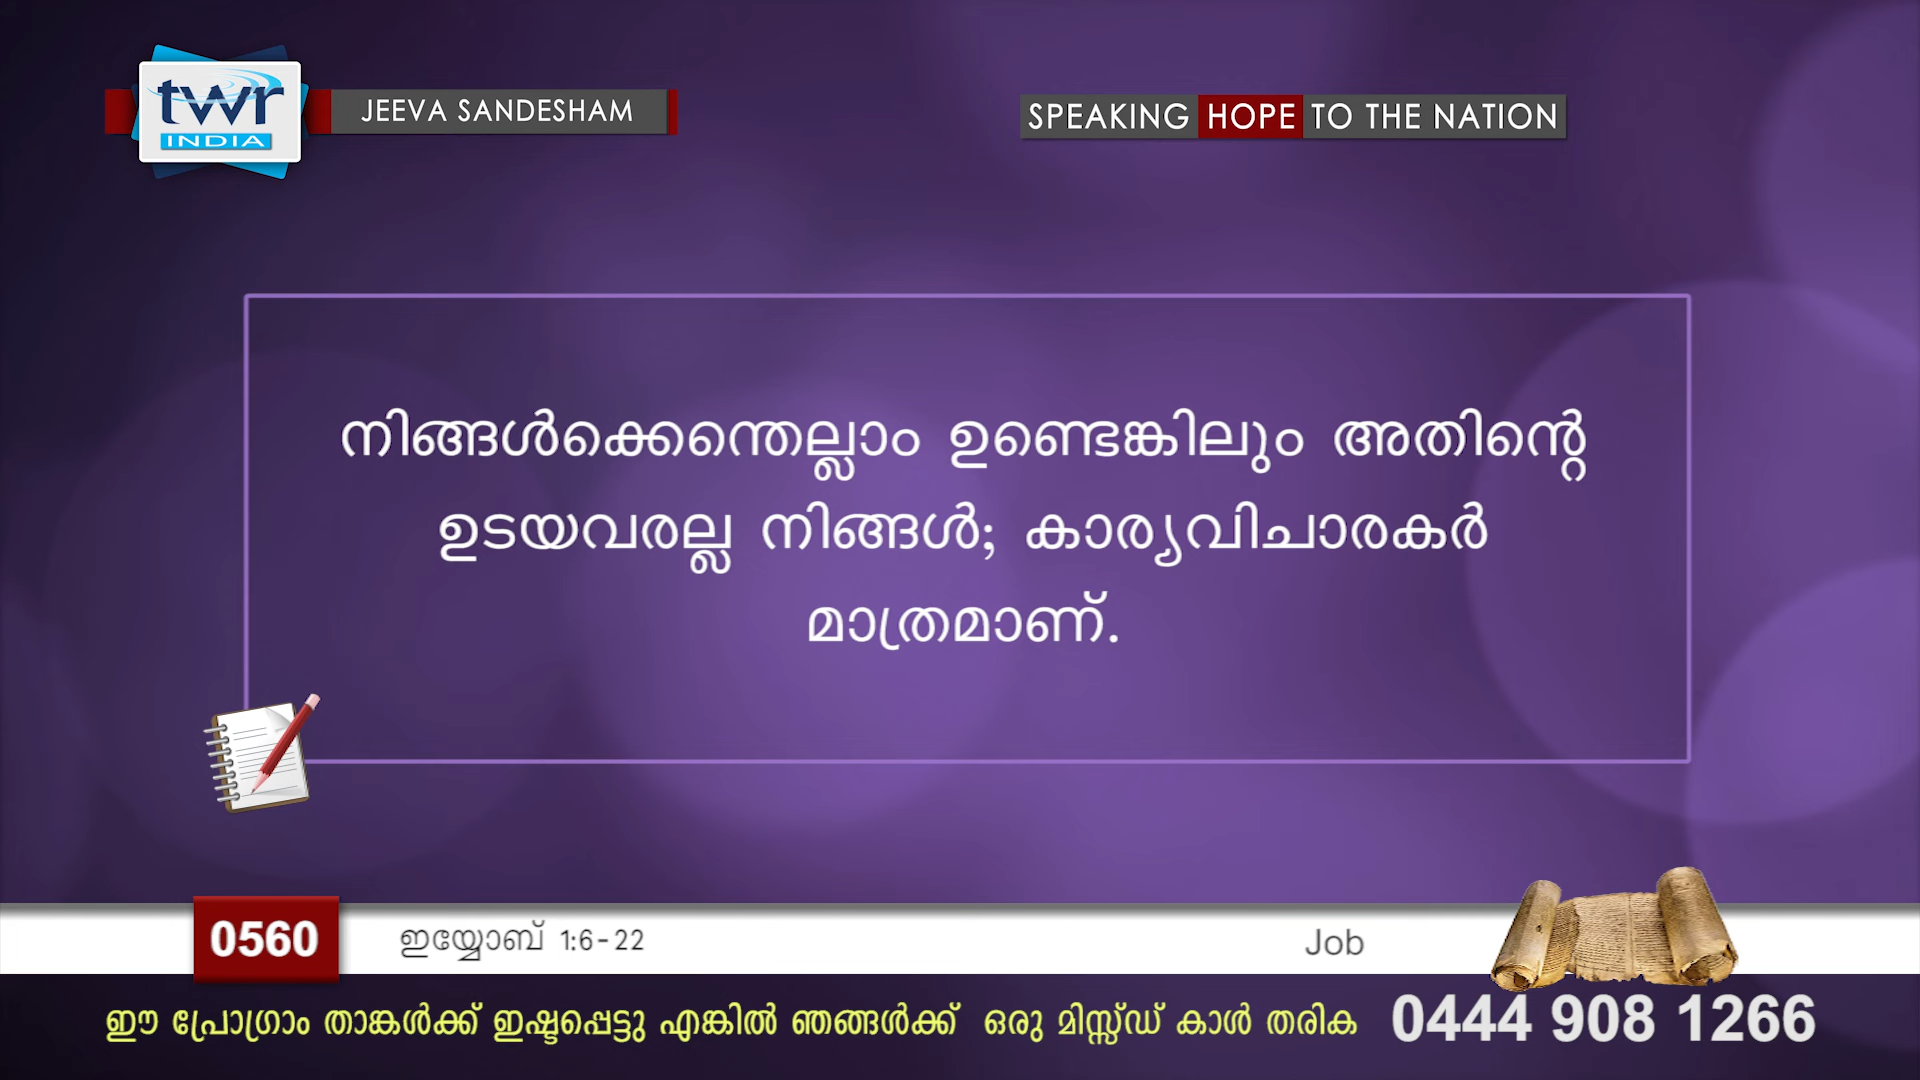 twr
INDIA
JEEVA SANDESHAM
SPEAKING HOPE TO THE NATION
നിങ്ങൾക്കെന്തെല്ലാം ഉണ്ടെങ്കിലും അതിന്റെ
ഉടയവരല്ല നിങ്ങൾ; കാര്യവിചാരകർ
മാത്രമാണ്.
0560
ഇയ്യോബ് 1:6-22
Job
ഈ പ്രോഗ്രാം താങ്കൾക്ക് ഇഷ്ടപ്പെട്ടു എങ്കിൽ ഞങ്ങൾക്ക് ഒരു മിസ്സ്ഡ് കാൾ തരിക 0444 908 1266